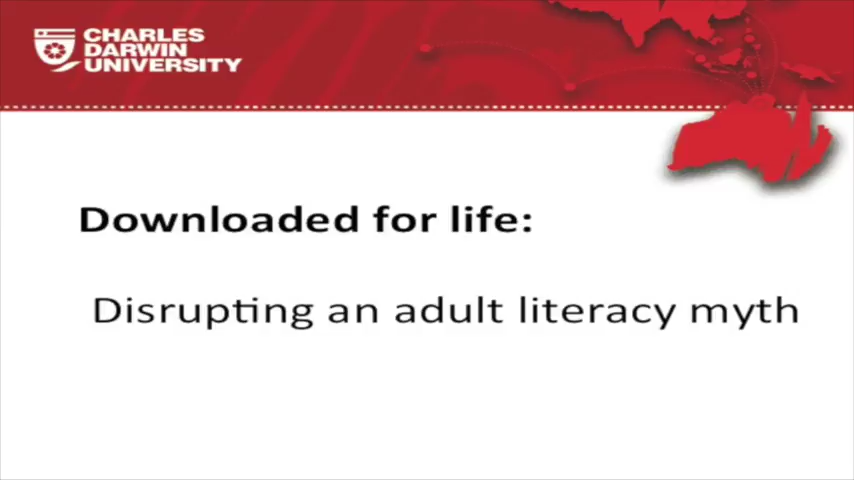 CHARLES
DARWIN
UNIVERSITY
Downloaded for life:
Disrupting an adult literacy myth